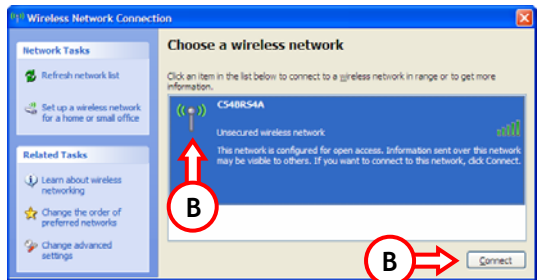 Wireless Network Connection
Network Tasks
Refresh network list
Set up a wireless network
for a home or small office
Related Tasks
Learn about wireless
networking
Change the order of
preferred networks
Change advanced
settings
Choose a wireless network
Click an item in the list below to connect to a wireless network in range or to get more
information.
C54BRS4A
Unsecured wireless network
This network is configured for open access. Information sent over this network
may be visible to others. If you want to connect to this network, click Connect.
B
B
Connect